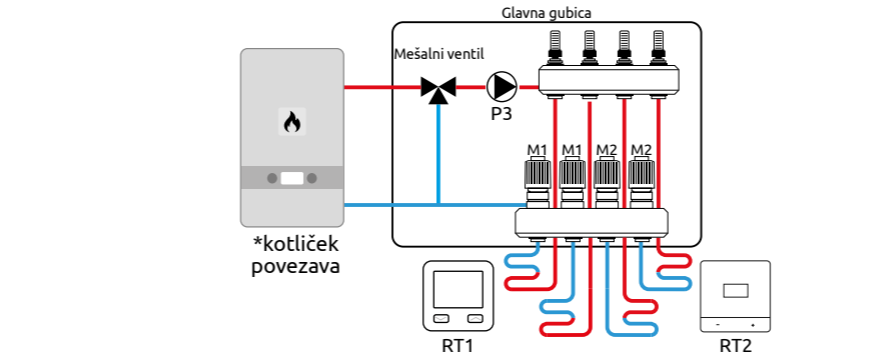 Glavna gubica
Mešalni ventil
P3
M1 M1 M2 M2
*kotliček
povezava
RT1
RT2